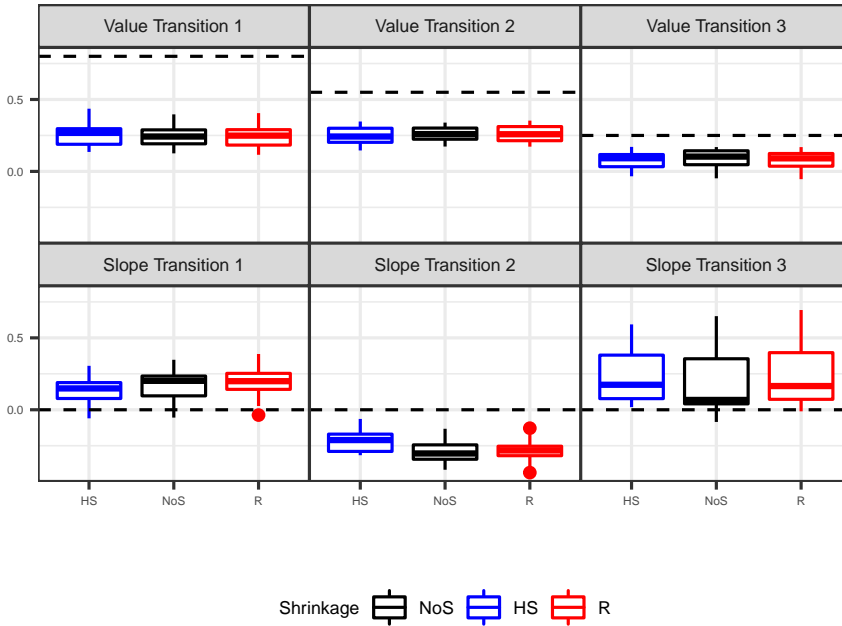 Value Transition 1 Value Transition 2 Value Transition 3
0.5
0.0
Slope Transition 1 Slope Transition 2 Slope Transition 3
0.5
0.0
HS NoS R HS NoS R HS NoS R
Shrinkage NoS HS R